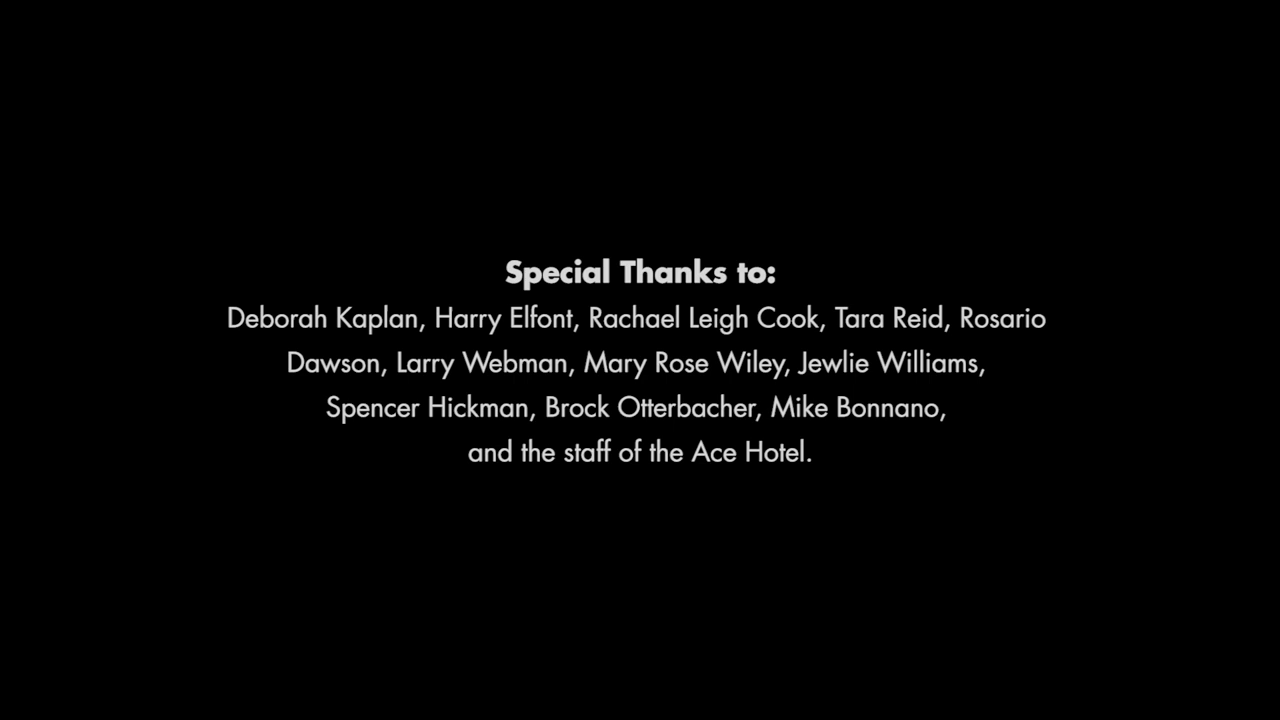 Special Thanks to:
Deborah Kaplan, Harry Elfont, Rachael Leigh Cook, Tara Reid, Rosario
Dawson, Larry Webman, Mary Rose Wiley, Jewlie Williams,
Spencer Hickman, Brock Otterbacher, Mike Bonnano,
and the staff of the Ace Hotel.